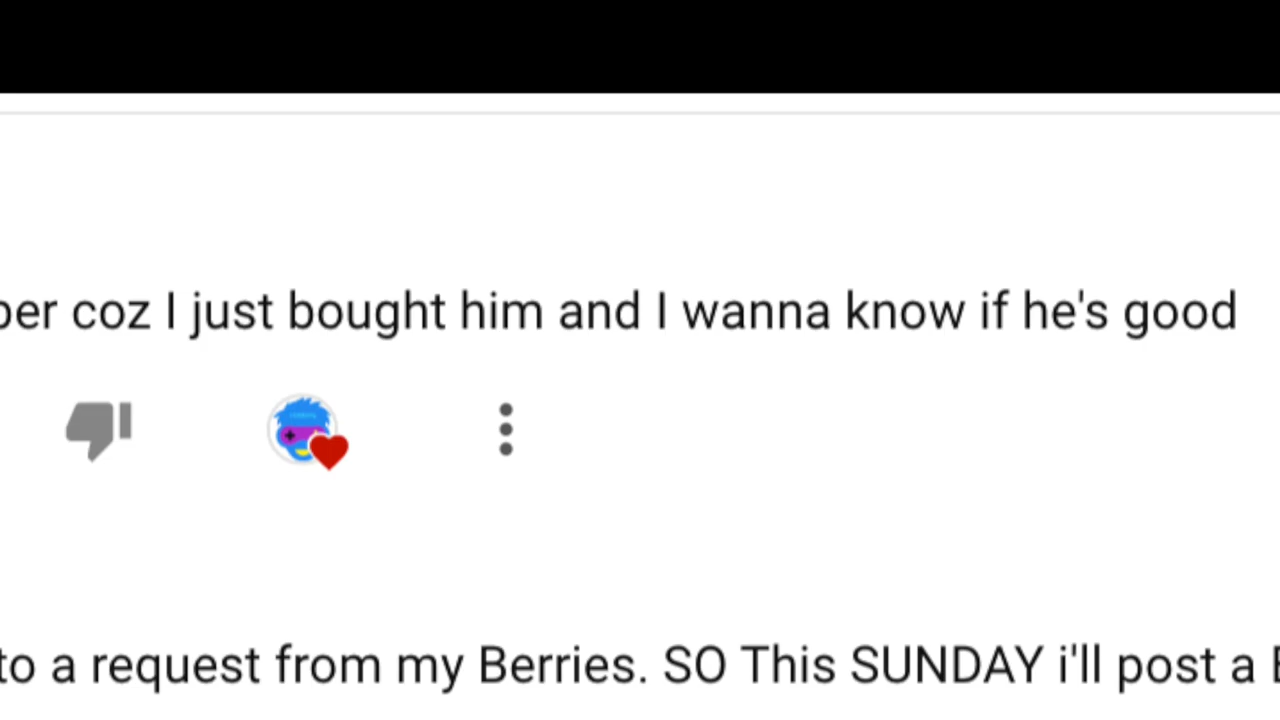 coz I just bought him and I wanna know if he's good
to a request from my Berries. SO This SUNDAY i'll post a